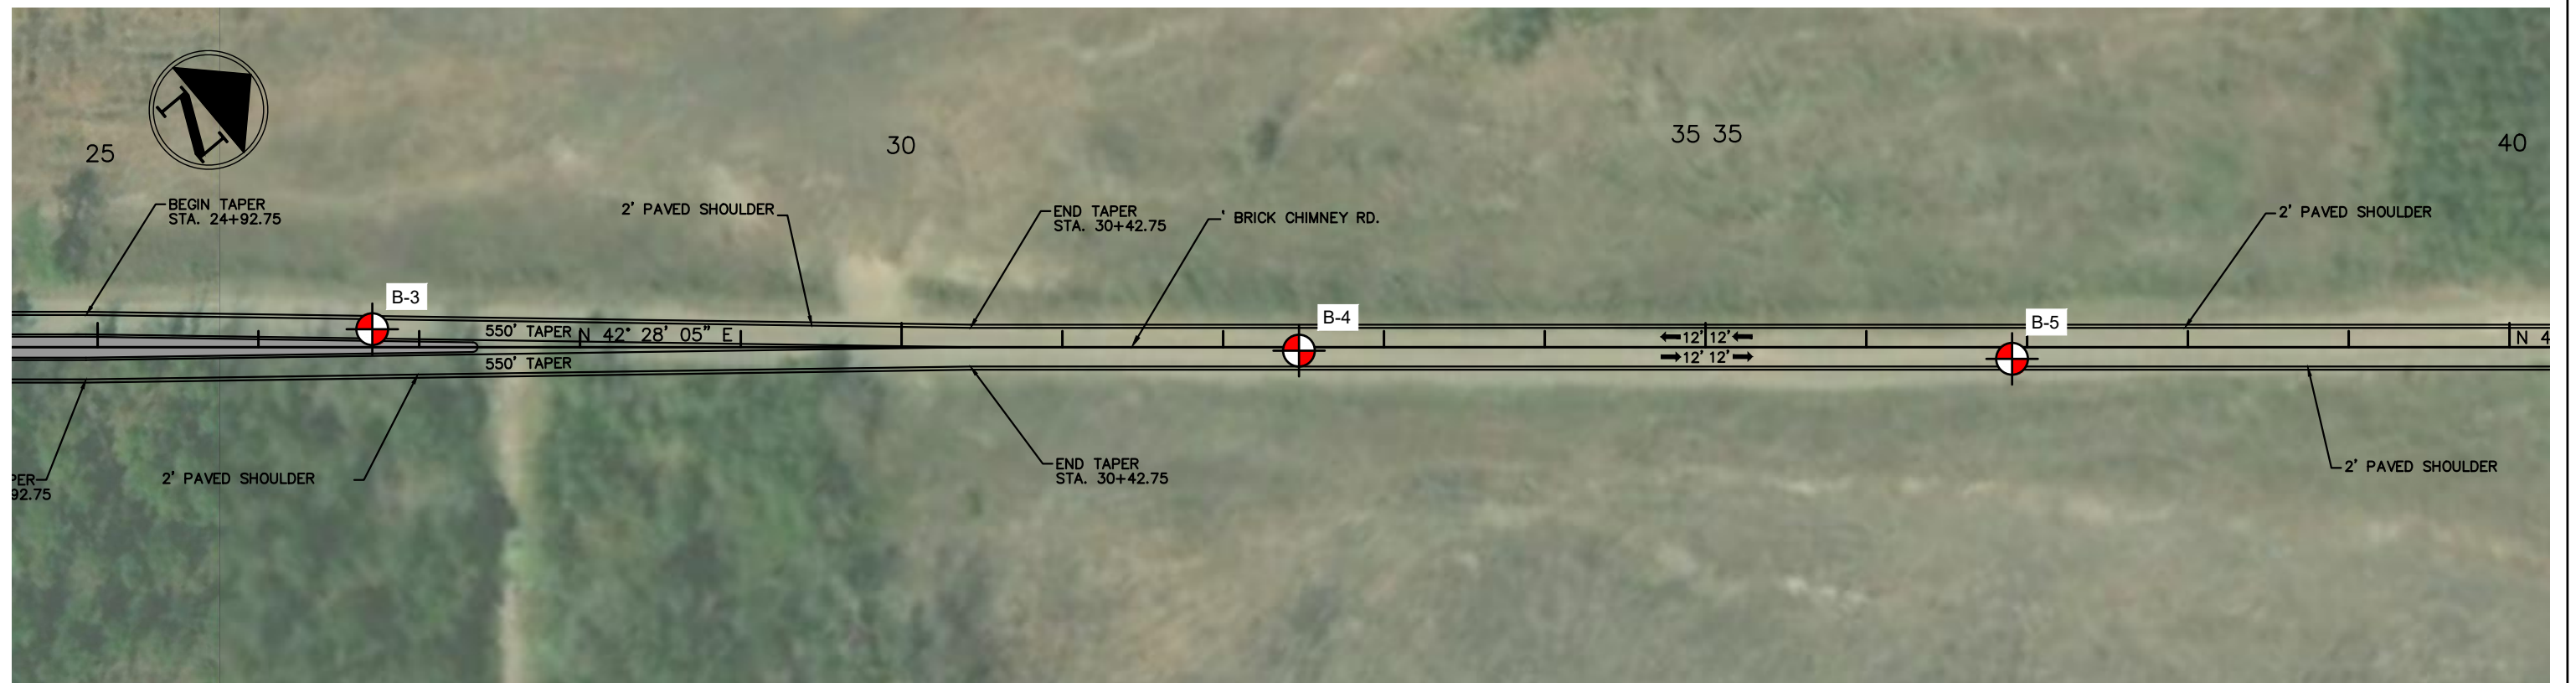 N
25
30
35 35
40
BEGIN TAPER
STA. 24+92.75
2' PAVED SHOULDER
END TAPER
STA. 30+42.75
' BRICK CHIMNEY RD.
2' PAVED SHOULDER
B-3
B-4
B-5
550' TAPER
N 42° 28' 05" E
12' 12'
N 4
550' TAPER
12' 12'
PER
92.75
2' PAVED SHOULDER
END TAPER
STA. 30+42.75
2' PAVED SHOULDER